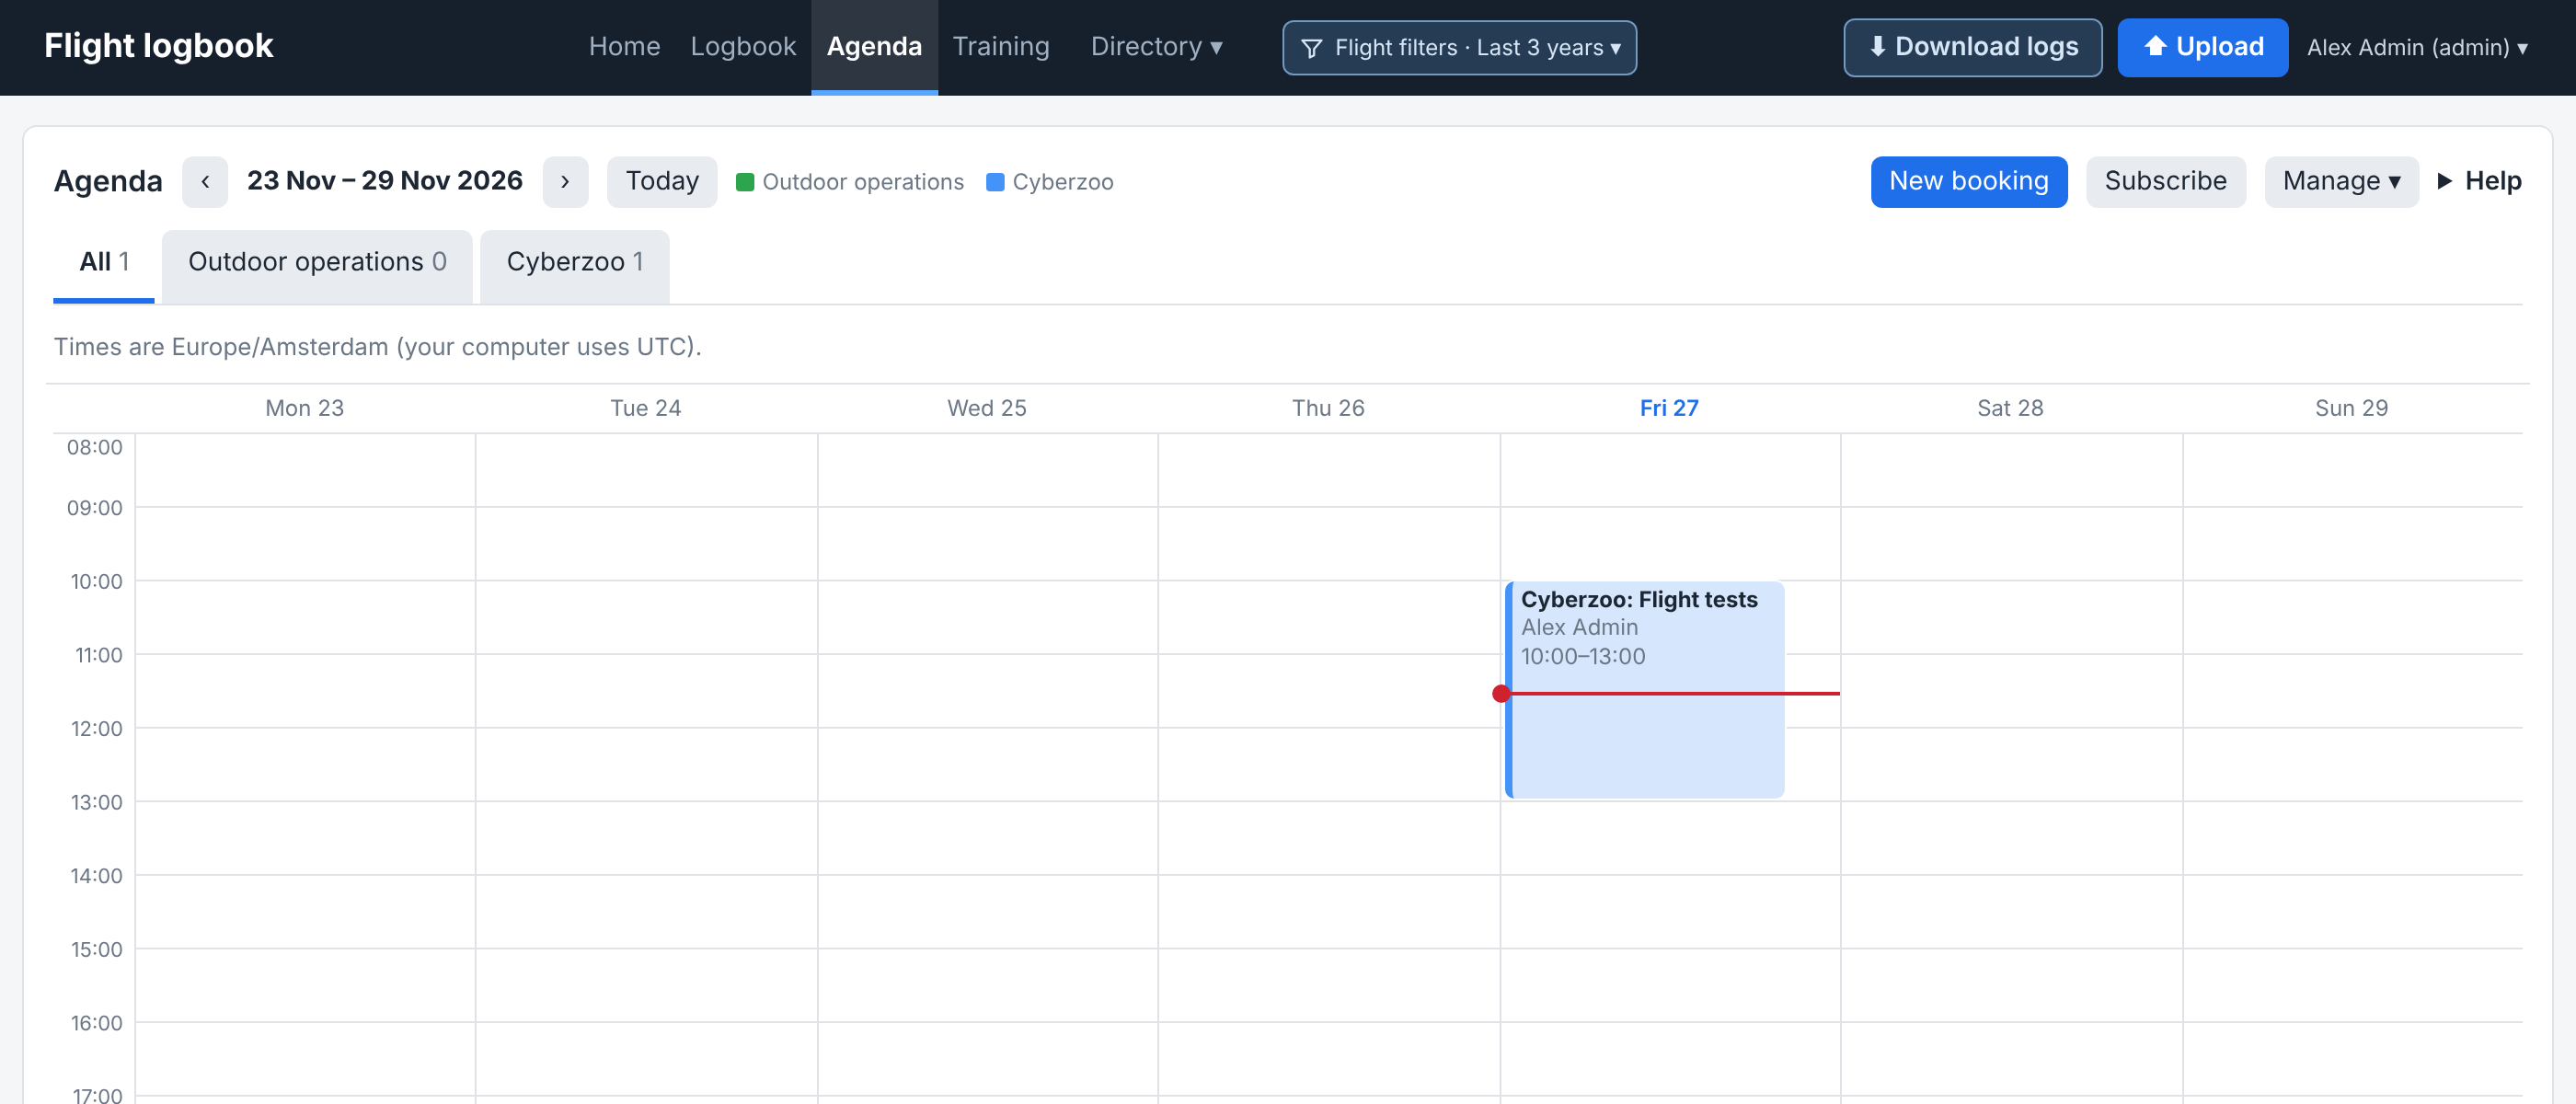 Flight logbook
Home Logbook Agenda Training Directory ▾
Flight filters · Last 3 years ▾
⬇ Download logs
⬆ Upload
Alex Admin (admin) ▾
Agenda ‹ 23 Nov – 29 Nov 2026 › Today Outdoor operations Cyberzoo
New booking Subscribe Manage ▾ ▶ Help
All 1 Outdoor operations 0 Cyberzoo 1
Times are Europe/Amsterdam (your computer uses UTC).
Mon 23 Tue 24 Wed 25 Thu 26 Fri 27 Sat 28 Sun 29
08:00
09:00
10:00
Cyberzoo: Flight tests
Alex Admin
11:00
10:00–13:00
12:00
13:00
14:00
15:00
16:00
17:00